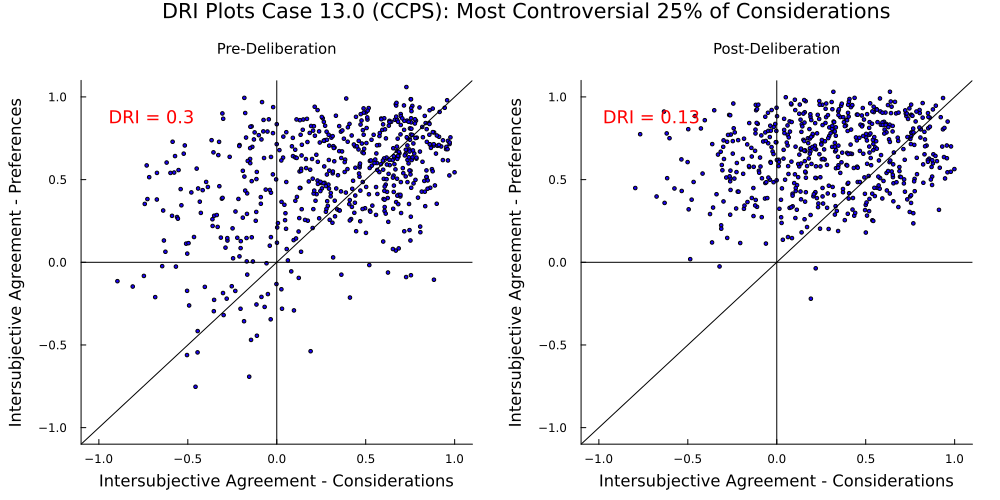 DRI Plots Case 13.0 (CCPS): Most Controversial 25% of Considerations
Pre-Deliberation
DRI = 0.3
1.0
0.5
0.0
−0.5
−1.0
−1.0
−0.5
0.0
0.5
1.0
Intersubjective Agreement - Preferences
Intersubjective Agreement - Considerations
Post-Deliberation
DRI = 0.13
1.0
0.5
0.0
−0.5
−1.0
−1.0
−0.5
0.0
0.5
1.0
Intersubjective Agreement - Preferences
Intersubjective Agreement - Considerations